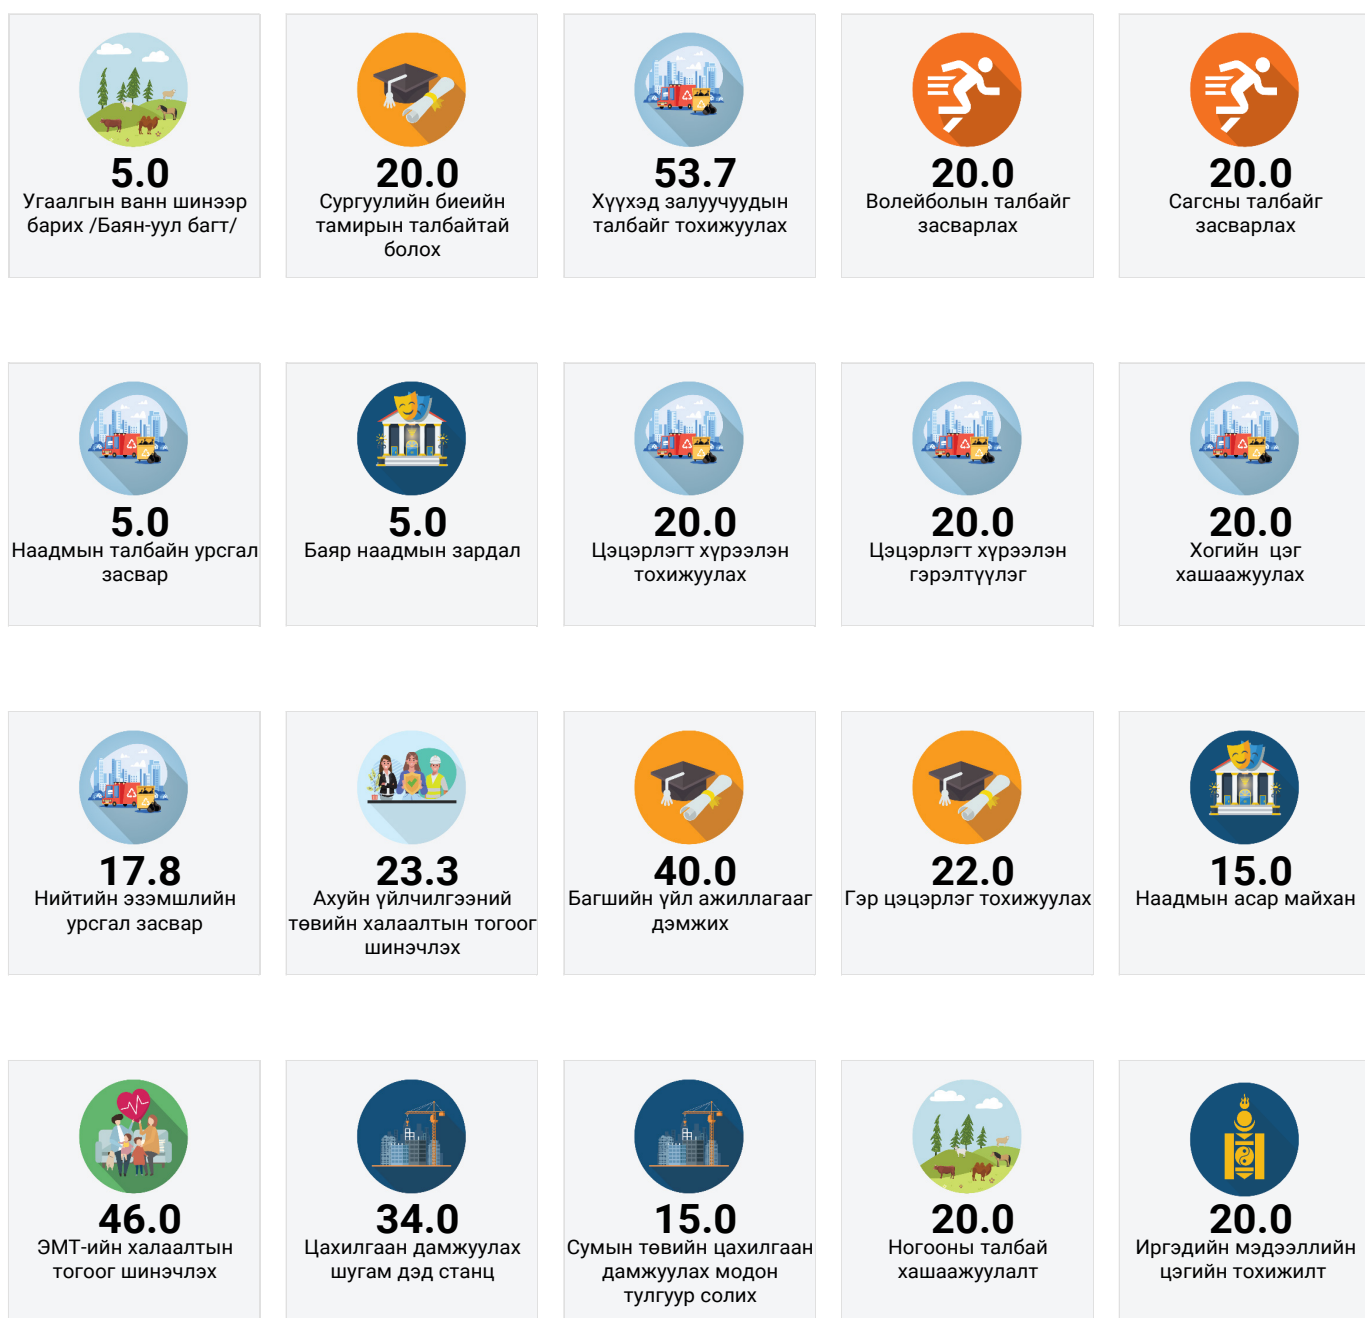 5.0
Угаалгын ванн шинээр
барих /Баян-уул багт/
20.0
Сургуулийн биеийн
тамирын талбайтай
болох
53.7
Хүүхэд залуучуудын
талбайг тохижуулах
20.0
Волейболын талбайг
засварлах
20.0
Сагсны талбайг
засварлах
5.0
Наадмын талбайн урсгал
засвар
5.0
Баяр наадмын зардал
20.0
Цэцэрлэгт хүрээлэн
тохижуулах
20.0
Цэцэрлэгт хүрээлэн
гэрэлтүүлэг
20.0
Хогийн  цэг
хашаажуулах
17.8
Нийтийн эзэмшлийн
урсгал засвар
23.3
Ахуйн үйлчилгээний
төвийн халаалтын тогоог
шинэчлэх
40.0
Багшийн үйл ажиллагааг
дэмжих
22.0
Гэр цэцэрлэг тохижуулах
15.0
Наадмын асар майхан
46.0
ЭМТ-ийн халаалтын
тогоог шинэчлэх
34.0
Цахилгаан дамжуулах
шугам дэд станц
15.0
Сумын төвийн цахилгаан
дамжуулах модон
тулгуур солих
20.0
Ногооны талбай
хашаажуулалт
20.0
Иргэдийн мэдээллийн
цэгийн тохижилт